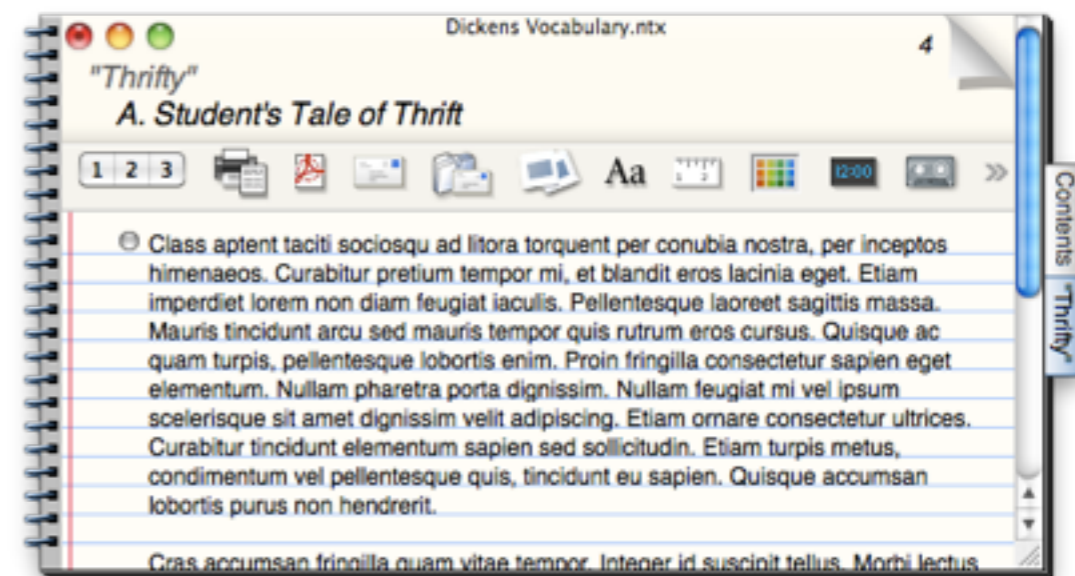 Dickens Vocabulary.ntx
4
"Thrifty"
A. Student's Tale of Thrift
1 2 3
Aa
1 2
12:00
»
Contents
"Thrifty"
Class aptent taciti sociosqu ad litora torquent per conubia nostra, per inceptos
himenaeos. Curabitur pretium tempor mi, et blandit eros lacinia eget. Etiam
imperdiet lorem non diam feugiat iaculis. Pellentesque laoreet sagittis massa.
Mauris tincidunt arcu sed mauris tempor quis rutrum eros cursus. Quisque ac
quam turpis, pellentesque lobortis enim. Proin fringilla consectetur sapien eget
elementum. Nullam pharetra porta dignissim. Nullam feugiat mi vel ipsum
scelerisque sit amet dignissim velit adipiscing. Etiam ornare consectetur ultrices.
Curabitur tincidunt elementum sapien sed sollicitudin. Etiam turpis metus,
condimentum vel pellentesque quis, tincidunt eu sapien. Quisque accumsan
lobortis purus non hendrerit.
Cras accumsan fringilla quam vitae tempor. Integer id suscipit tellus. Morbi lectus